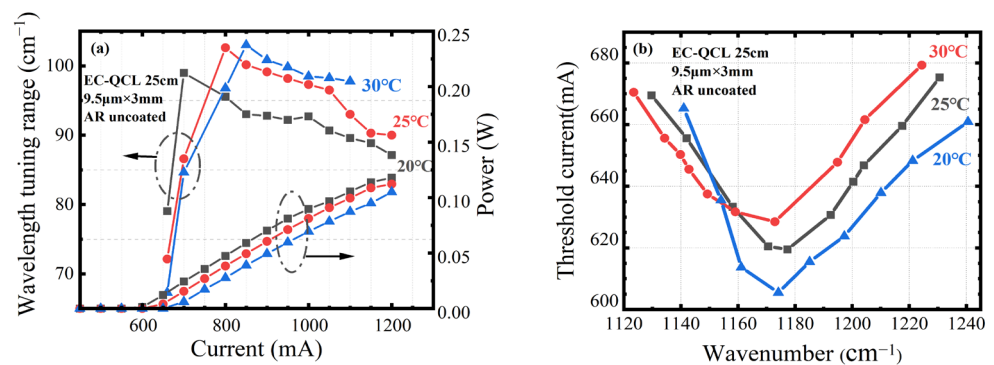 (a)
EC-QCL 25cm
9.5μm×3mm
AR uncoated
30℃
25℃
20℃
Wavelength tuning range (cm⁻¹)
100
90
80
70
0.25
0.20
0.15
0.10
0.05
0.00
Power (W)
600
800
1000
1200
Current (mA)
(b)
EC-QCL 25cm
9.5μm×3mm
AR uncoated
30℃
25℃
20℃
Threshold current(mA)
680
660
640
620
600
1120
1140
1160
1180
1200
1220
1240
Wavenumber (cm⁻¹)